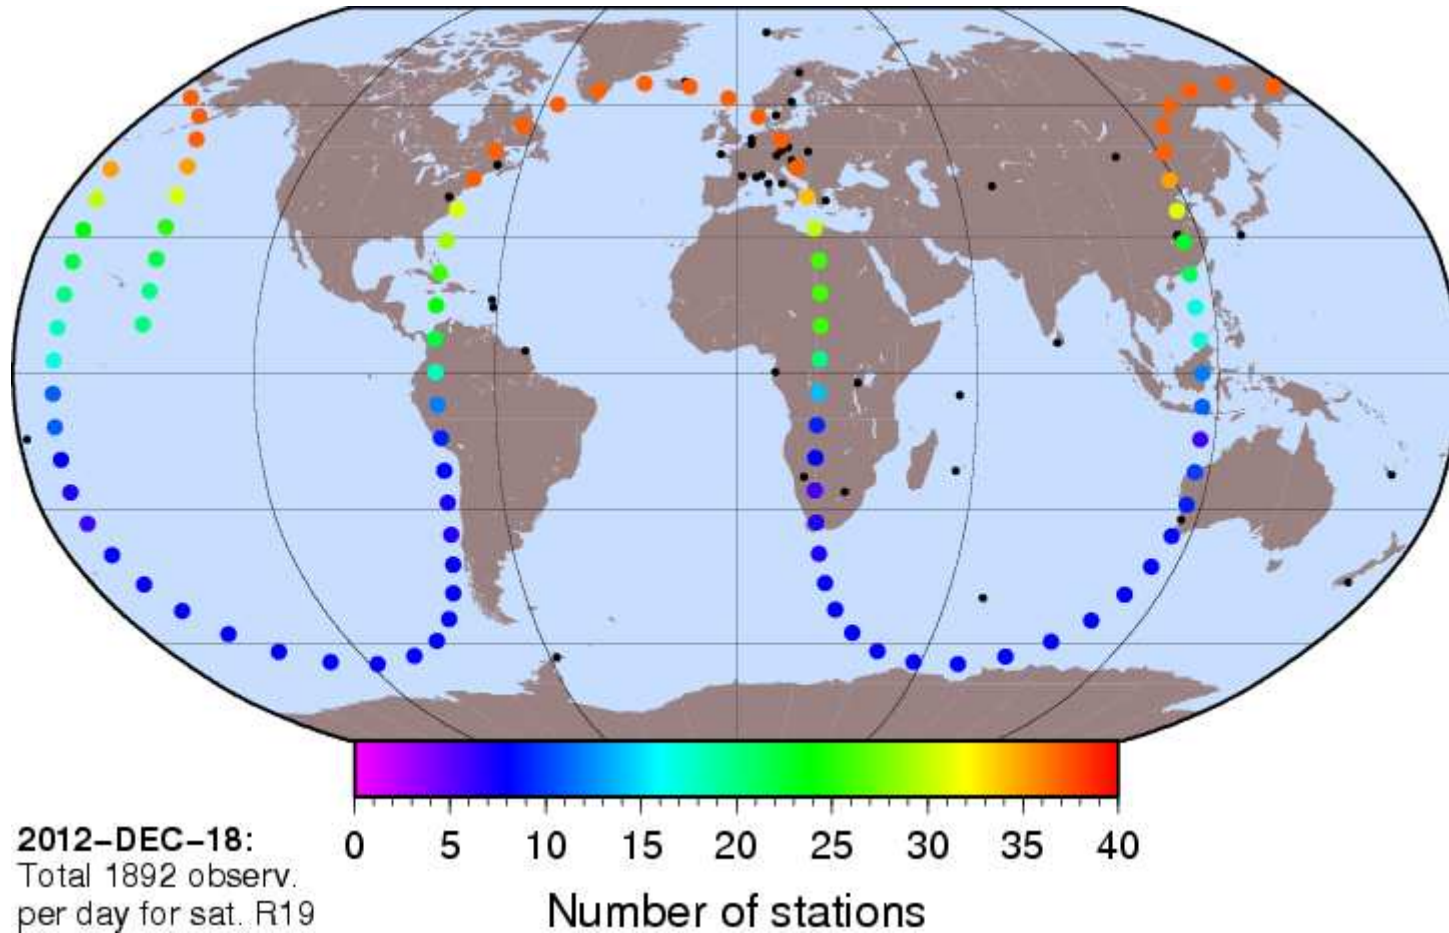 2012-DEC-18:
Total 1892 observ.
per day for sat. R19
0 5 10 15 20 25 30 35 40
Number of stations